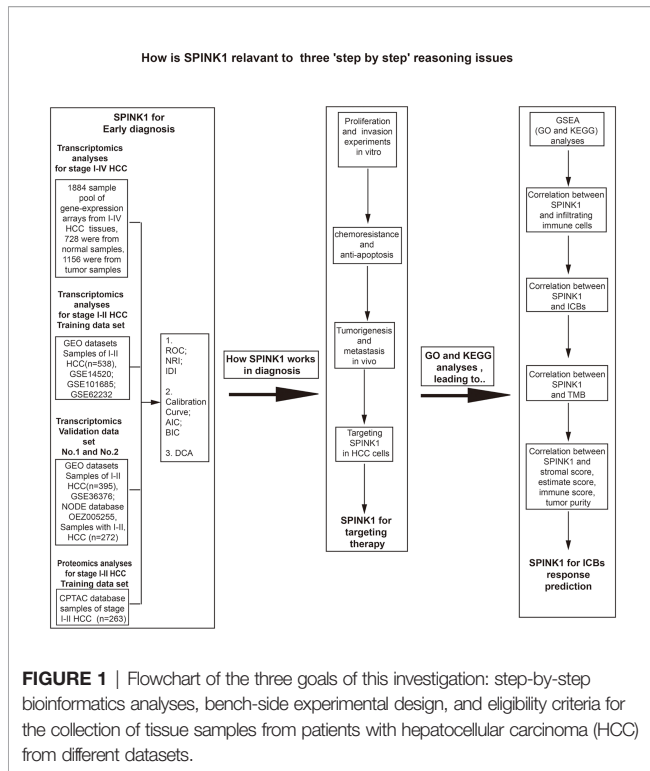 How is SPINK1 relavant to three 'step by step' reasoning issues
SPINK1 for
Early diagnosis
Transcriptomics
analyses
for stage I-IV HCC
1884 sample
pool of
gene-expression
arrays from I-IV
HCC tissues,
728 were from
normal samples,
1156 were from
tumor samples
Transcriptomics
analyses
for stage I-II HCC
Training data set
GEO datasets
Samples of I-II
HCC(n=538),
GSE14520;
GSE101685;
GSE62232
Transcriptomics
Validation data
set
No.1 and No.2
GEO datasets
Samples of I-II
HCC(n=395),
GSE36376;
NODE database
OEZ005255,
Samples with I-II,
HCC (n=272)
Proteomics analyses
for stage I-II HCC
Training data set
CPTAC database
samples of stage
I-II HCC (n=263)
1.
ROC;
NRI;
IDI
2.
Calibration
Curve;
AIC;
BIC
3. DCA
How SPINK1 works
in diagnosis
Proliferation
and invasion
experiments
in vitro
chemoresistance
and
anti-apoptosis
Tumorigenesis
and
metastasis
in vivo
Targeting
SPINK1
in HCC cells
SPINK1 for
targeting
therapy
GO and KEGG
analyses ,
leading to..
GSEA
(GO and KEGG)
analyses
Correlation between
SPINK1
and infiltrating
immune cells
Correlation between
SPINK1
and ICBs
Correlation between
SPINK1
and TMB
Correlation between
SPINK1 and
stromal score,
estimate score,
immune score,
tumor purity
SPINK1 for ICBs
response
prediction
FIGURE 1 | Flowchart of the three goals of this investigation: step-by-step
bioinformatics analyses, bench-side experimental design, and eligibility criteria for
the collection of tissue samples from patients with hepatocellular carcinoma (HCC)
from different datasets.